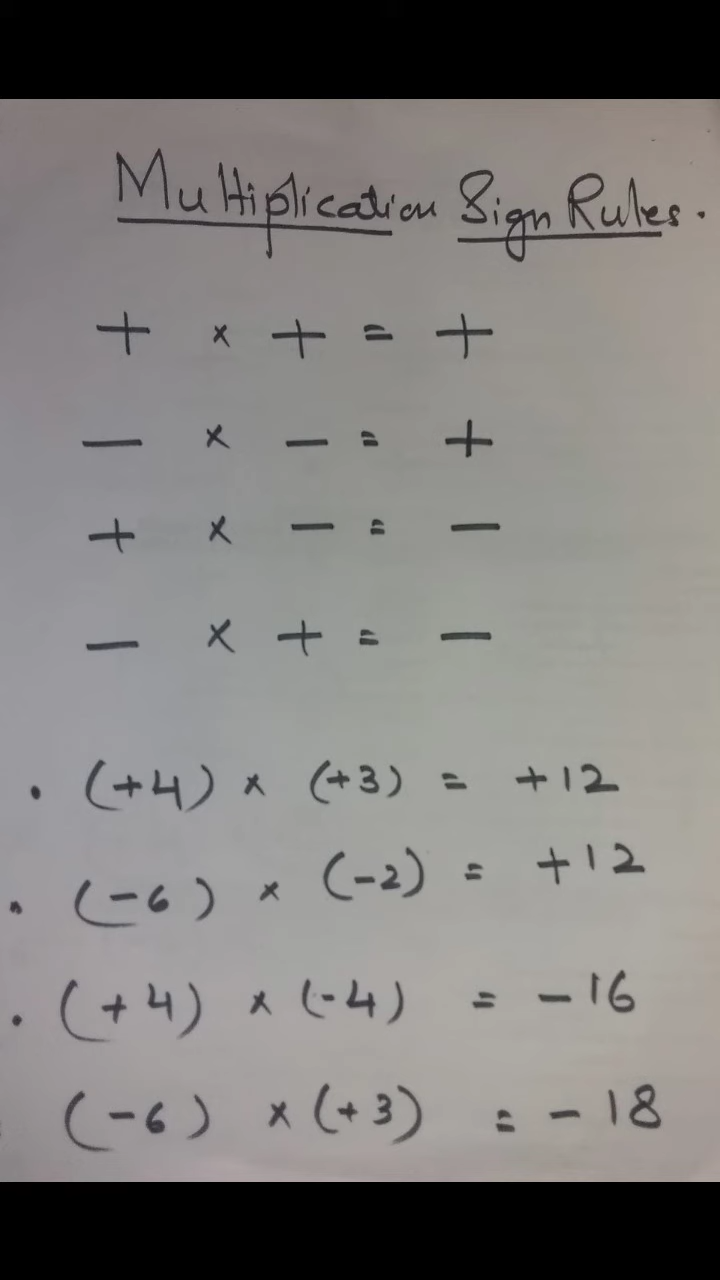 Multiplication Sign Rules.
+ × + = +
− × − = +
+ × − = −
− × + = −
. (+4) × (+3) = +12
. (−6) × (−2) = +12
. (+4) × (-4) = −16
(−6) × (+3) = −18